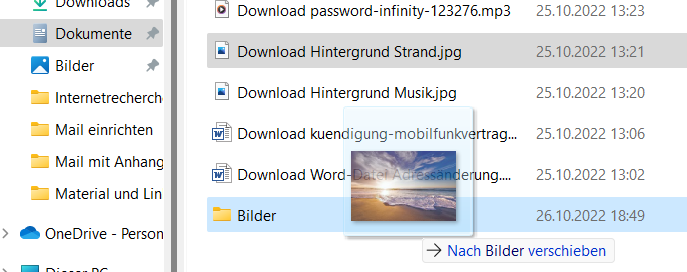 Downloads
Dokumente
Bilder
Internetrecherch
Mail einrichten
Mail mit Anhang
Material und Lin
OneDrive - Person
Dieser PC
Download password-infinity-123276.mp3 25.10.2022 13:23
Download Hintergrund Strand.jpg 25.10.2022 13:21
Download Hintergrund Musik.jpg 25.10.2022 13:20
Download kuendigung-mobilfunkvertrag... 25.10.2022 13:06
Download Word-Datei Adressänderung.... 25.10.2022 13:02
Bilder 26.10.2022 18:49
Nach Bilder verschieben